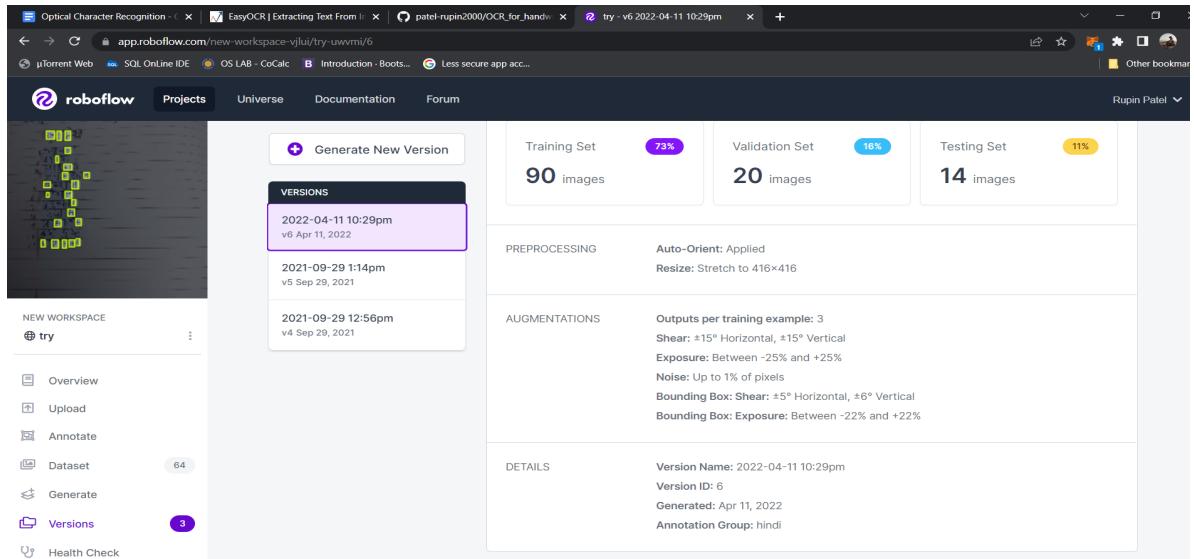 Optical Character Recognition - G
EasyOCR | Extracting Text From In
patel-rupin2000/OCR_for_handw
try - v6 2022-04-11 10:29pm
app.roboflow.com/new-workspace-vjlui/try-uwvmi/6
µTorrent Web
SQL OnLine IDE
OS LAB - CoCalc
Introduction · Boots...
Less secure app acc...
Other bookmar
roboflow
Projects
Universe
Documentation
Forum
Rupin Patel
NEW WORKSPACE
try
Overview
Upload
Annotate
Dataset 64
Generate
Versions 3
Health Check
Generate New Version
VERSIONS
2022-04-11 10:29pm
v6 Apr 11, 2022
2021-09-29 1:14pm
v5 Sep 29, 2021
2021-09-29 12:56pm
v4 Sep 29, 2021
Training Set 73%
90 images
Validation Set 16%
20 images
Testing Set 11%
14 images
PREPROCESSING
Auto-Orient: Applied
Resize: Stretch to 416×416
AUGMENTATIONS
Outputs per training example: 3
Shear: ±15° Horizontal, ±15° Vertical
Exposure: Between -25% and +25%
Noise: Up to 1% of pixels
Bounding Box: Shear: ±5° Horizontal, ±6° Vertical
Bounding Box: Exposure: Between -22% and +22%
DETAILS
Version Name: 2022-04-11 10:29pm
Version ID: 6
Generated: Apr 11, 2022
Annotation Group: hindi